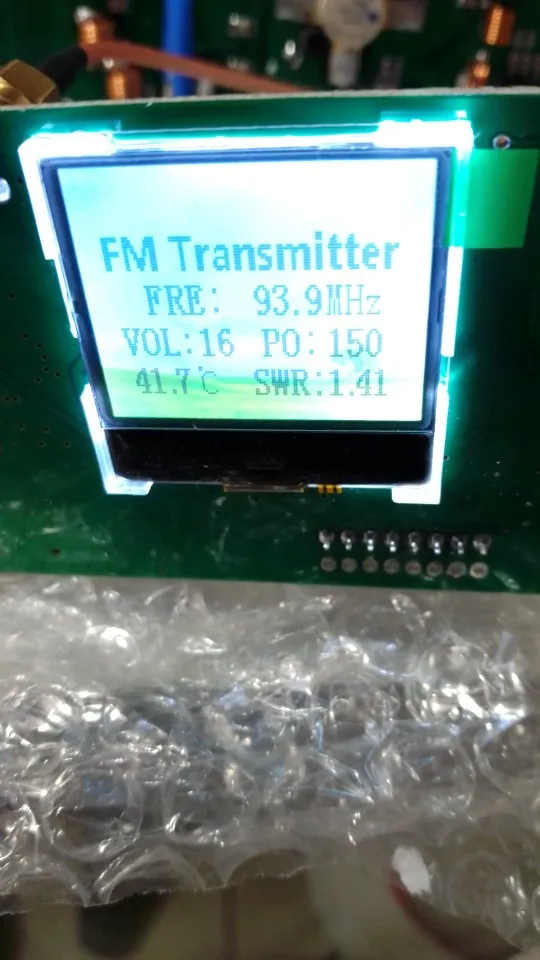 FM Transmitter
FRE: 93.9MHz
VOL:16 PO:150
41.7℃ SWR:1.41